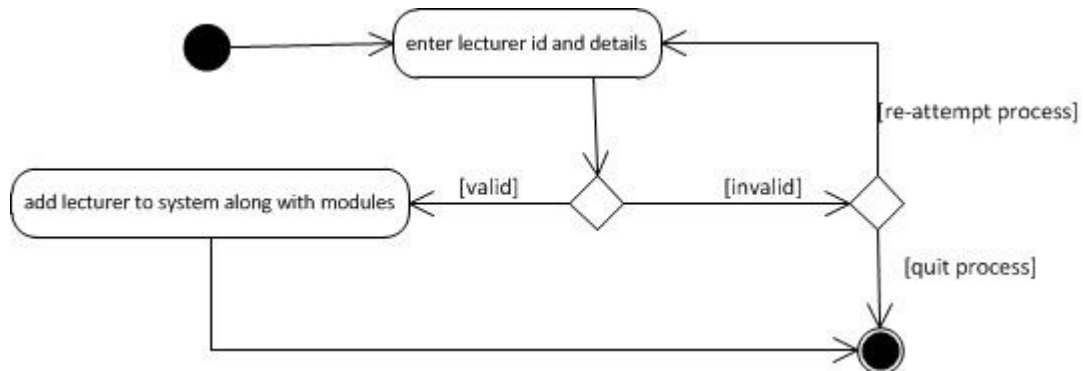 enter lecturer id and details
[re-attempt process]
add lecturer to system along with modules
[valid]
[invalid]
[quit process]